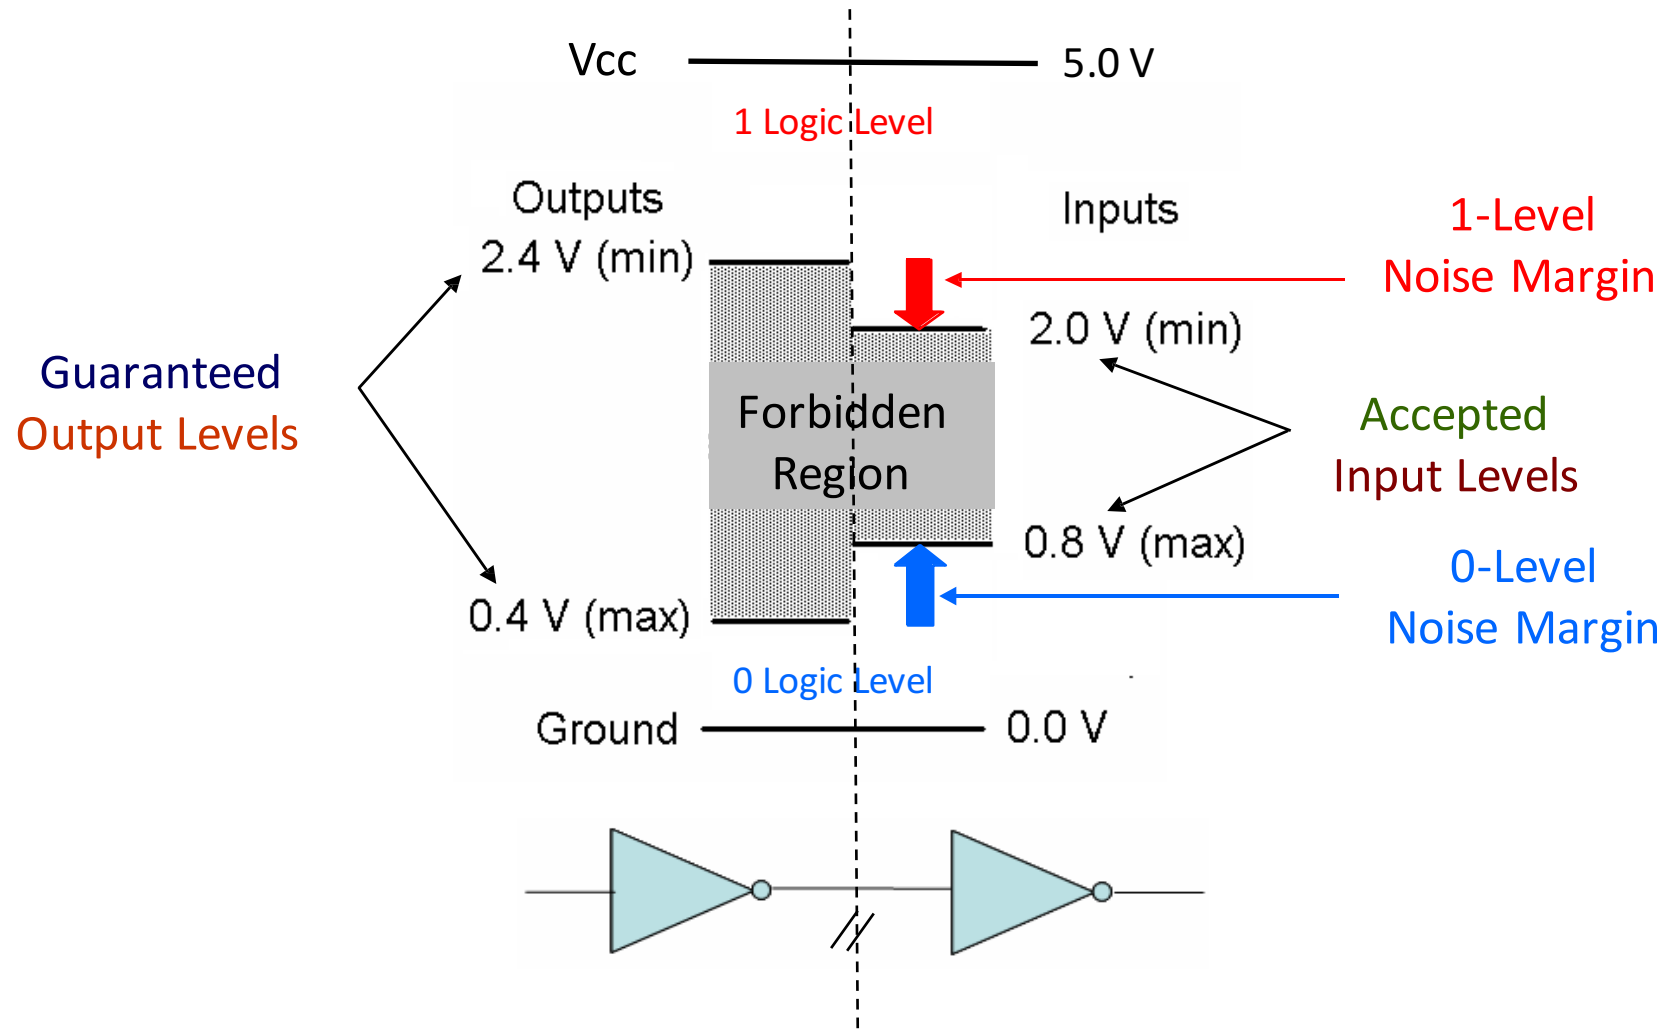 Vcc
5.0 V
1 Logic Level
Outputs
Inputs
1-Level
Noise Margin
2.4 V (min)
2.0 V (min)
Guaranteed
Output Levels
Forbidden
Region
Accepted
Input Levels
0.8 V (max)
0-Level
Noise Margin
0.4 V (max)
0 Logic Level
Ground
0.0 V